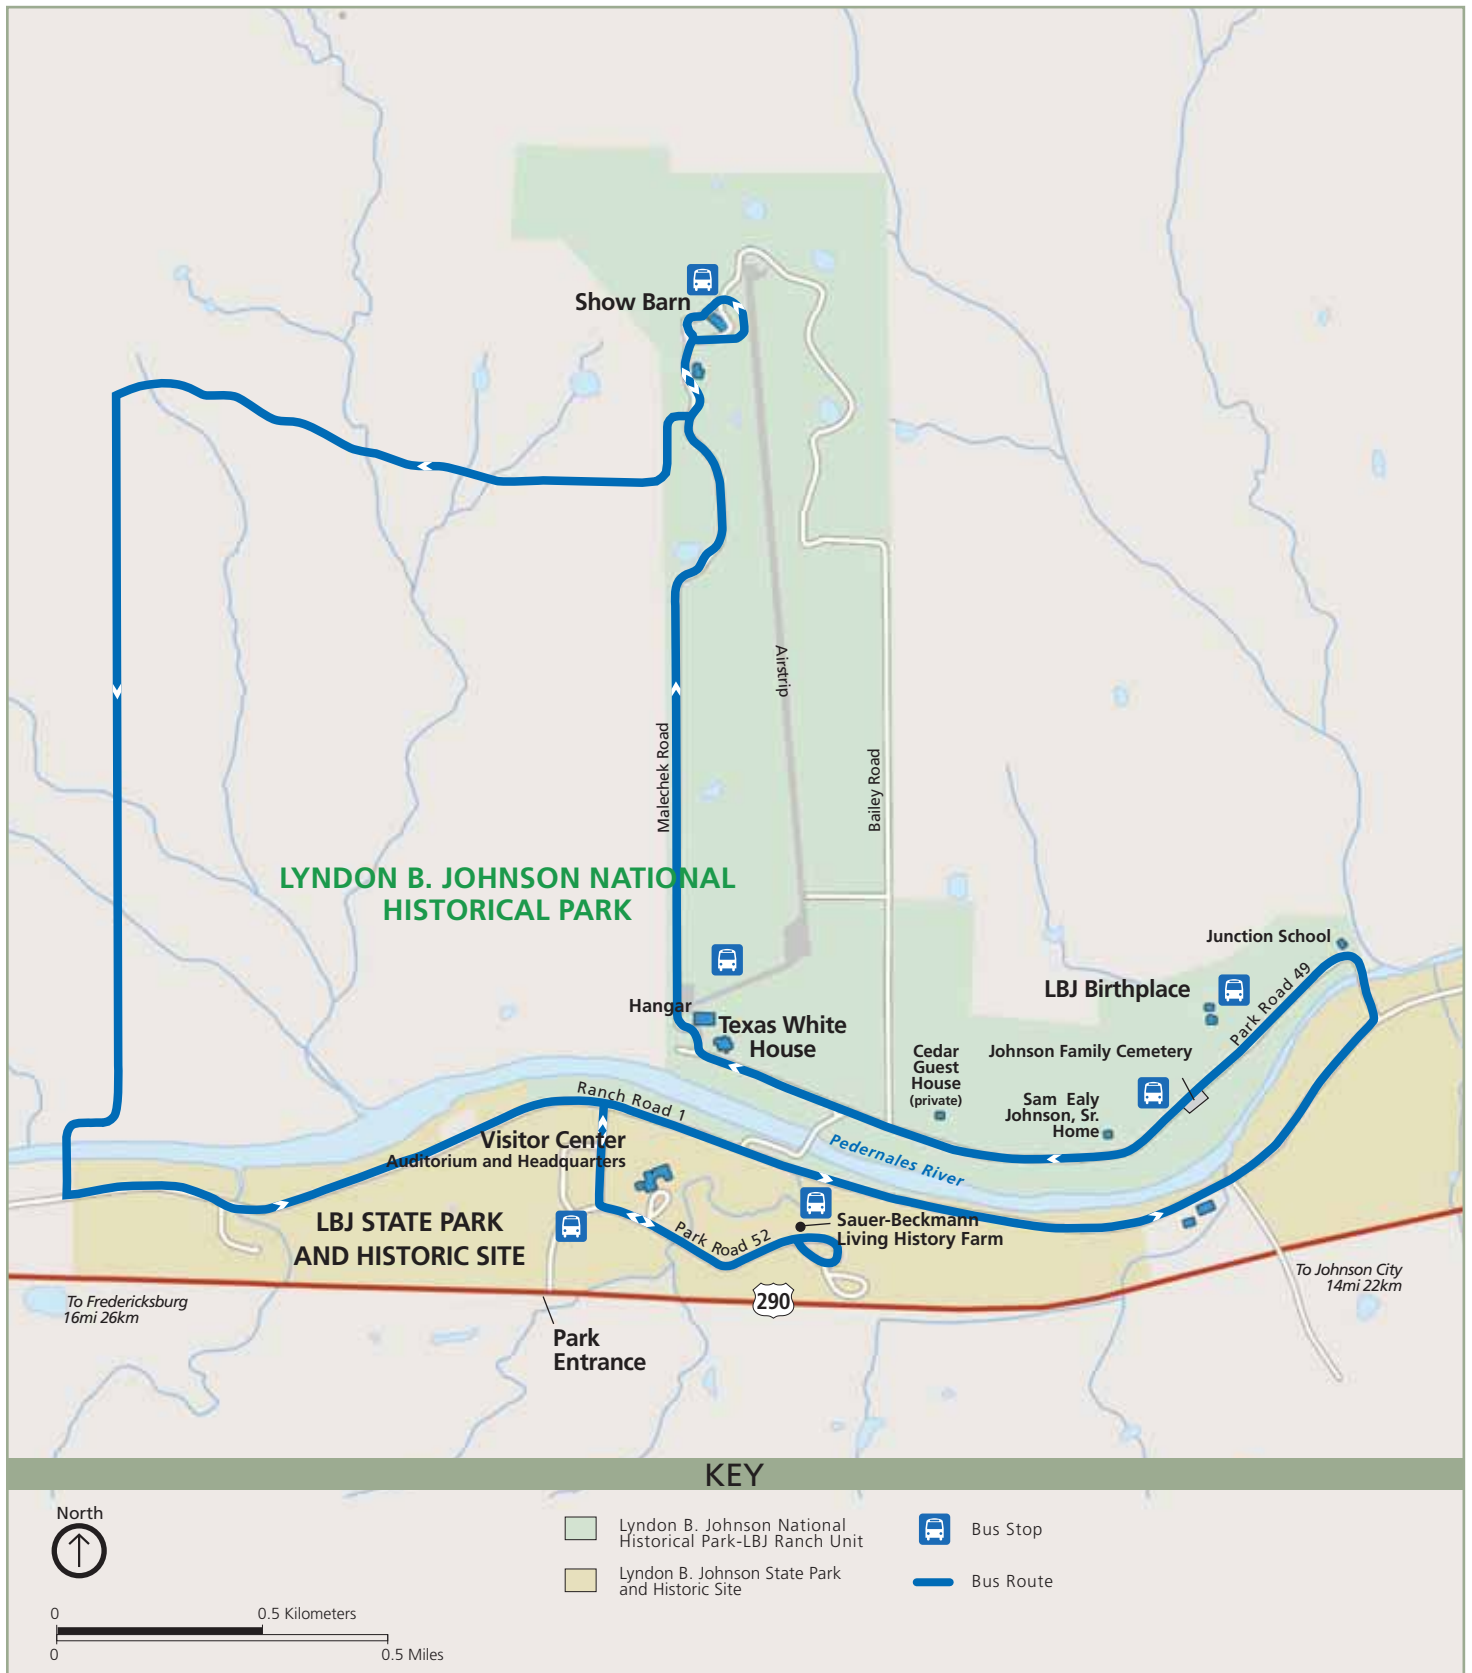 Show Barn
Airstrip
Malechek Road
Bailey Road
LYNDON B. JOHNSON NATIONAL
HISTORICAL PARK
Junction School
LBJ Birthplace
Park Road 49
Hangar
Texas White
House
Cedar
Guest
House
(private)
Johnson Family Cemetery
Sam Ealy
Johnson, Sr.
Home
Ranch Road 1
Visitor Center
Auditorium and Headquarters
Pedernales River
LBJ STATE PARK
AND HISTORIC SITE
Park Road 52
Sauer-Beckmann
Living History Farm
To Johnson City
14mi 22km
To Fredericksburg
16mi 26km
290
Park
Entrance
KEY
North
Lyndon B. Johnson National
Historical Park-LBJ Ranch Unit
Bus Stop
Lyndon B. Johnson State Park
and Historic Site
Bus Route
0 0.5 Kilometers
0 0.5 Miles